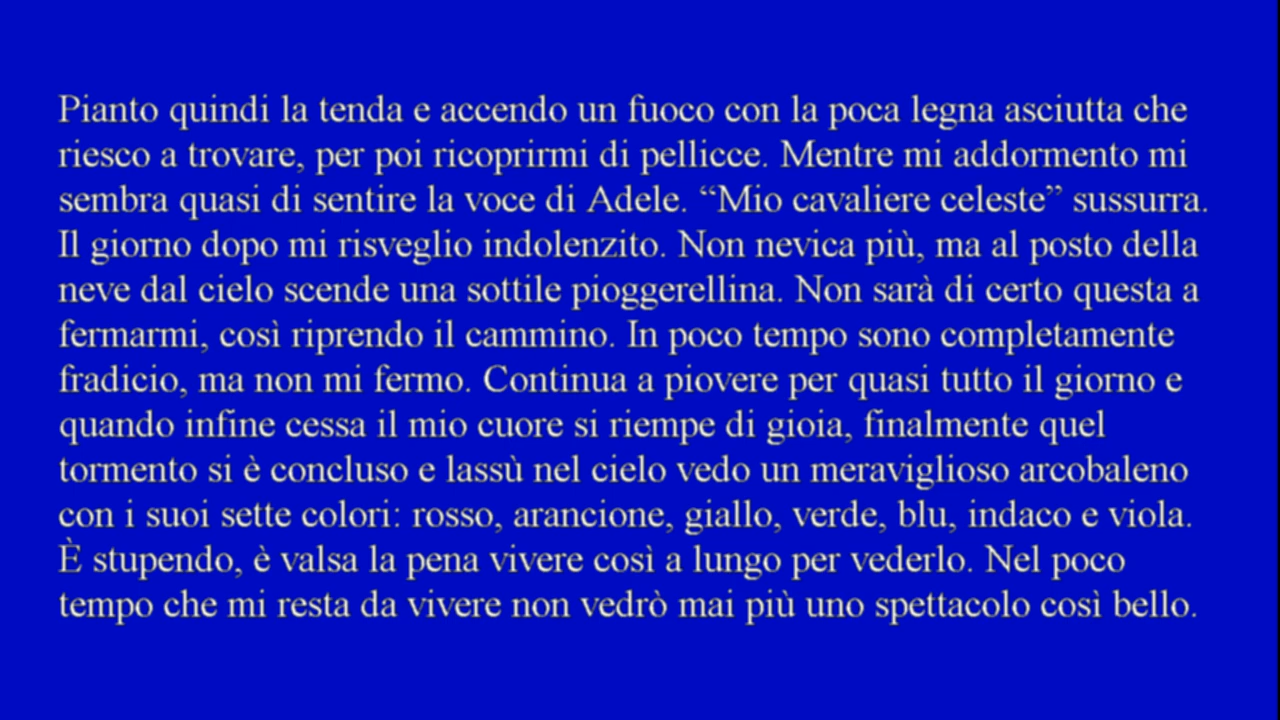 Pianto quindi la tenda e accendo un fuoco con la poca legna asciutta che
riesco a trovare, per poi ricoprirmi di pellicce. Mentre mi addormento mi
sembra quasi di sentire la voce di Adele. “Mio cavaliere celeste” sussurra.
Il giorno dopo mi risveglio indolenzito. Non nevica più, ma al posto della
neve dal cielo scende una sottile pioggerellina. Non sarà di certo questa a
fermarmi, così riprendo il cammino. In poco tempo sono completamente
fradicio, ma non mi fermo. Continua a piovere per quasi tutto il giorno e
quando infine cessa il mio cuore si riempe di gioia, finalmente quel
tormento si è concluso e lassù nel cielo vedo un meraviglioso arcobaleno
con i suoi sette colori: rosso, arancione, giallo, verde, blu, indaco e viola.
È stupendo, è valsa la pena vivere così a lungo per vederlo. Nel poco
tempo che mi resta da vivere non vedrò mai più uno spettacolo così bello.